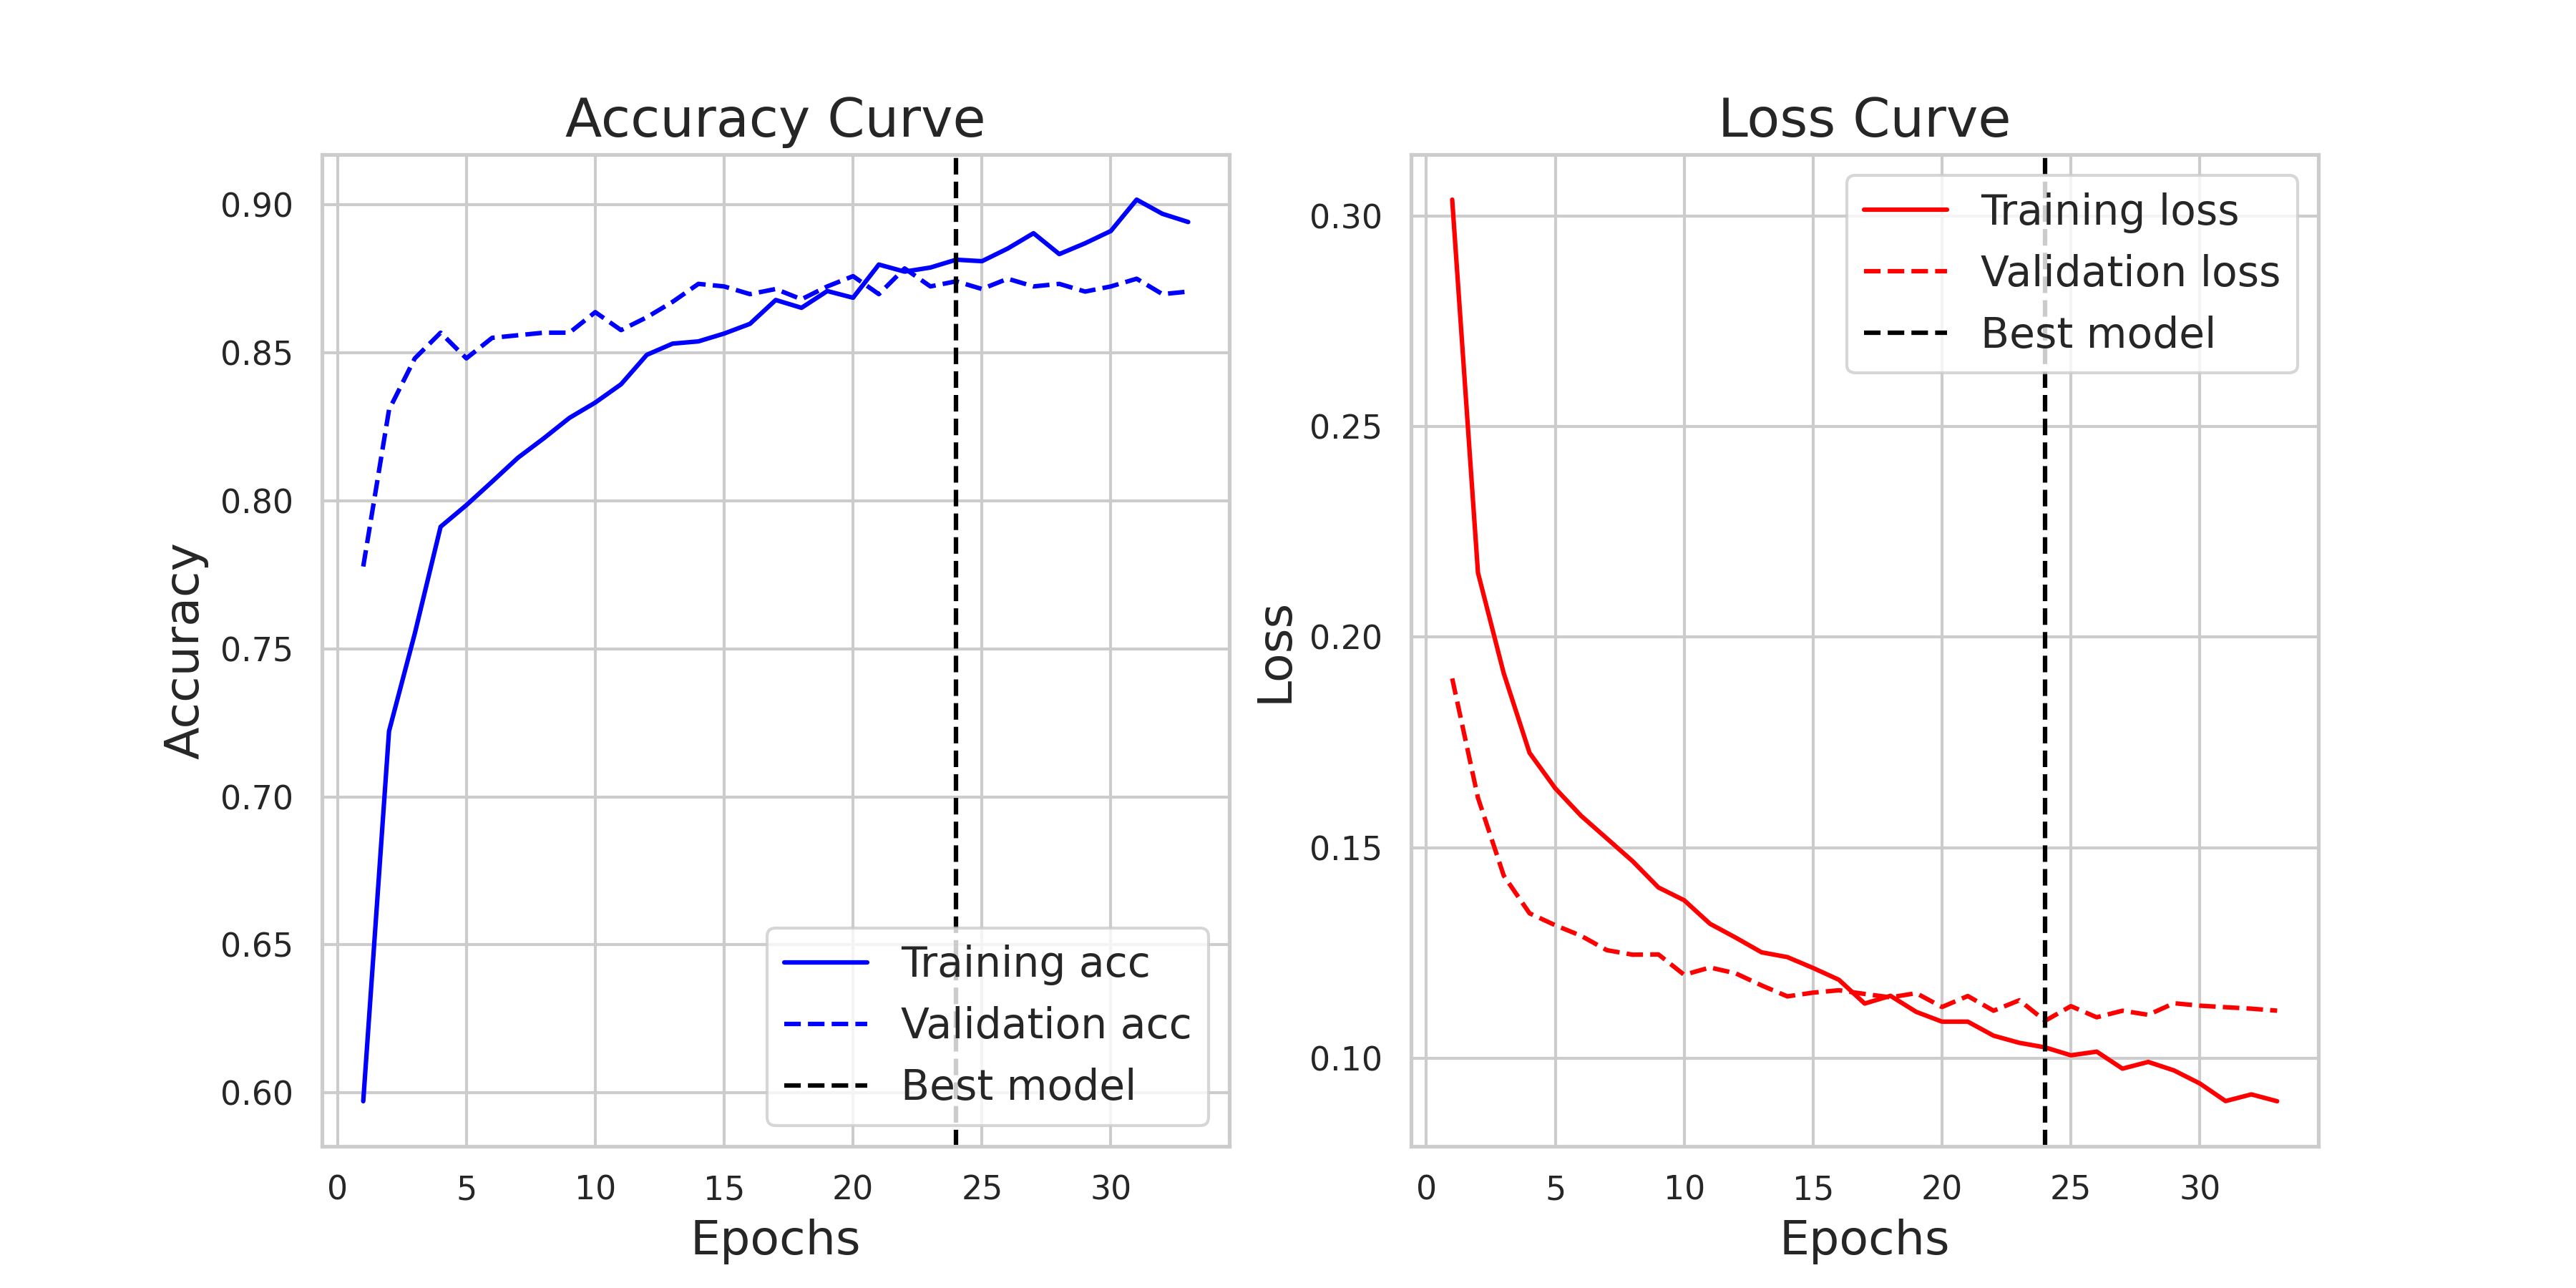 Accuracy Curve
Accuracy
0.90
0.85
0.80
0.75
0.70
0.65
0.60
Training acc
Validation acc
Best model
0 5 10 15 20 25 30
Epochs
Loss Curve
Loss
0.30
0.25
0.20
0.15
0.10
Training loss
Validation loss
Best model
0 5 10 15 20 25 30
Epochs